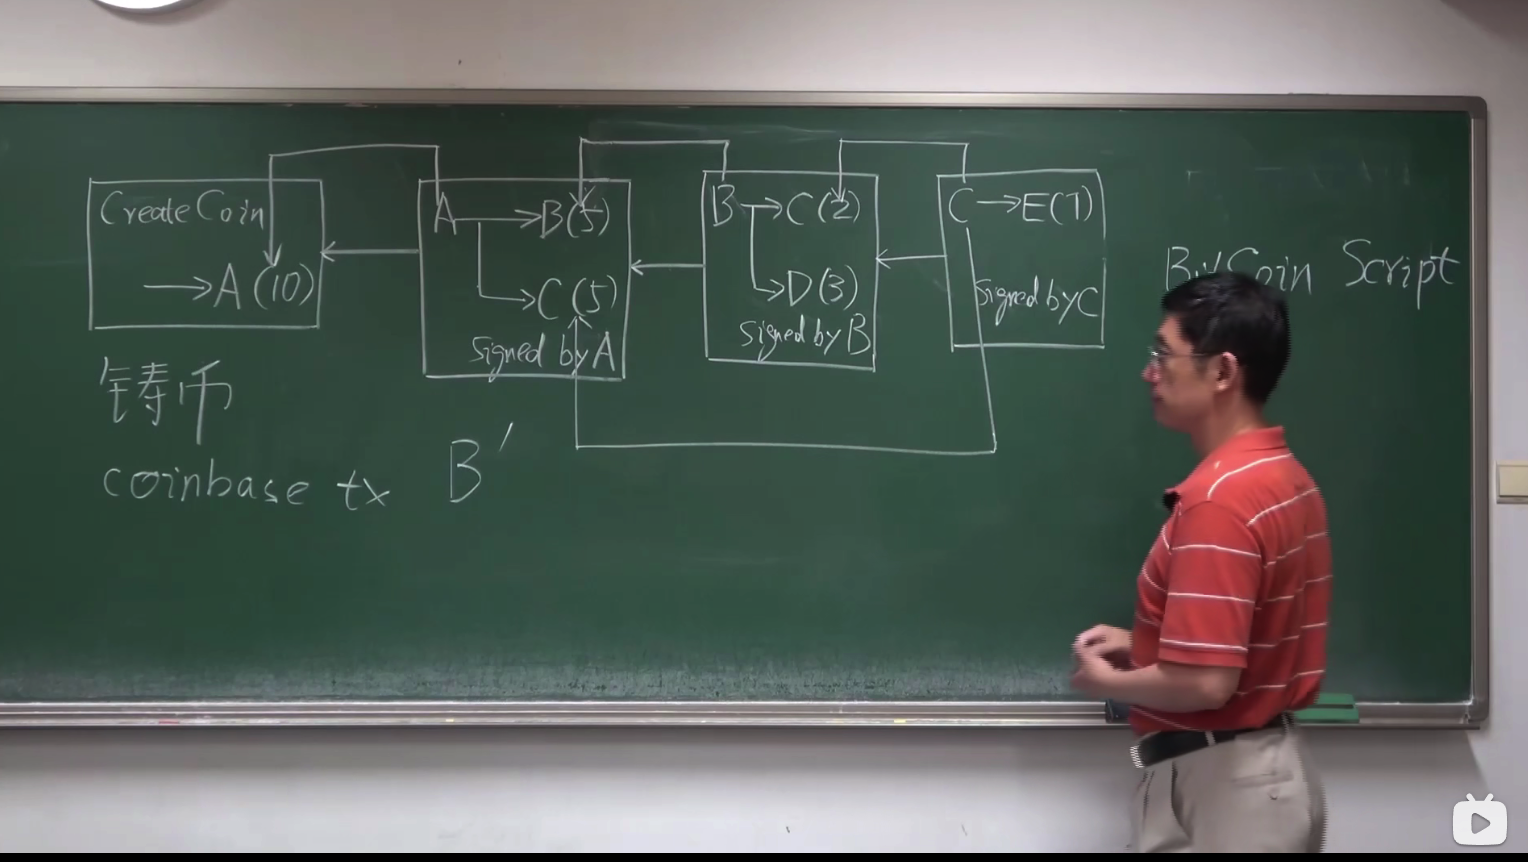 Create Coin
A (10)
A B(5)
C (5)
signed by A
B C(2)
D(3)
signed by B
C E(7)
signed by C
BitCoin Script
铸币
coinbase tx B′